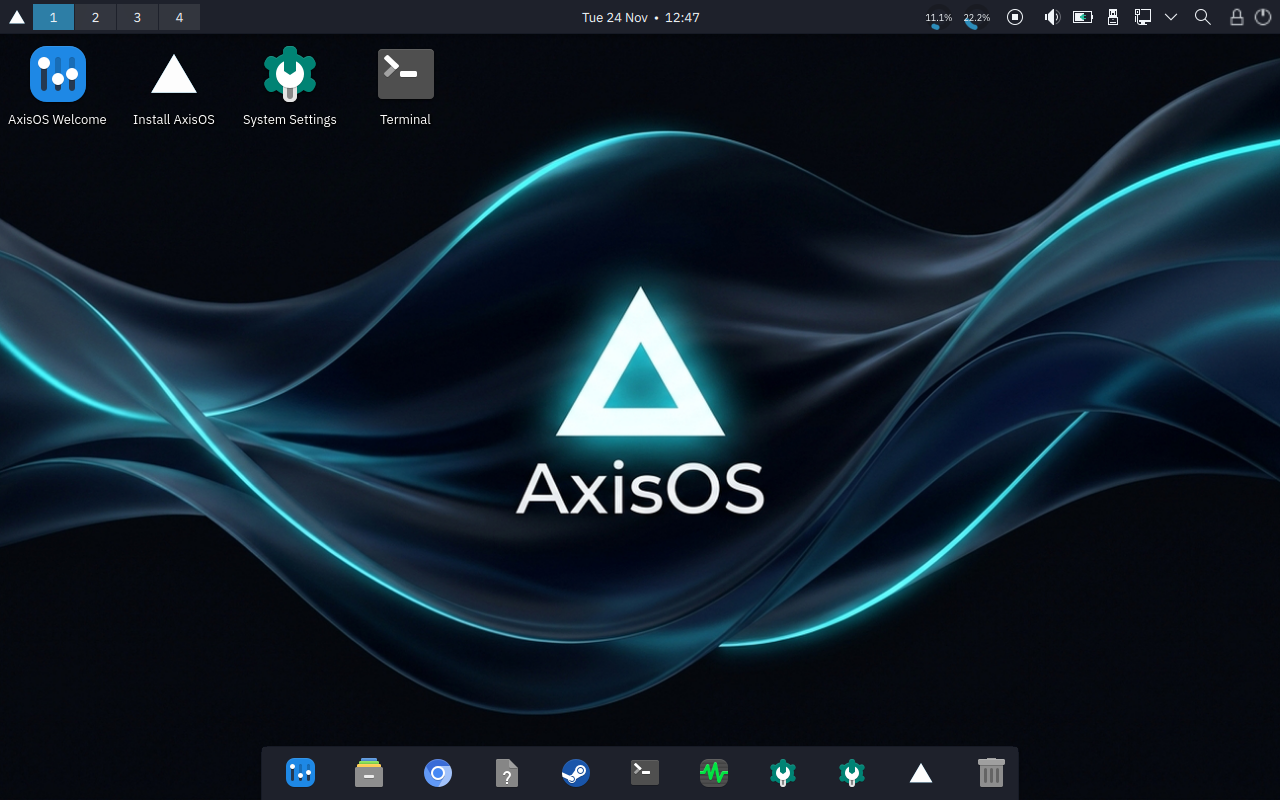 1 2 3 4
Tue 24 Nov • 12:47
11.1% 22.2%
AxisOS Welcome
Install AxisOS
System Settings
Terminal
AxisOS
?